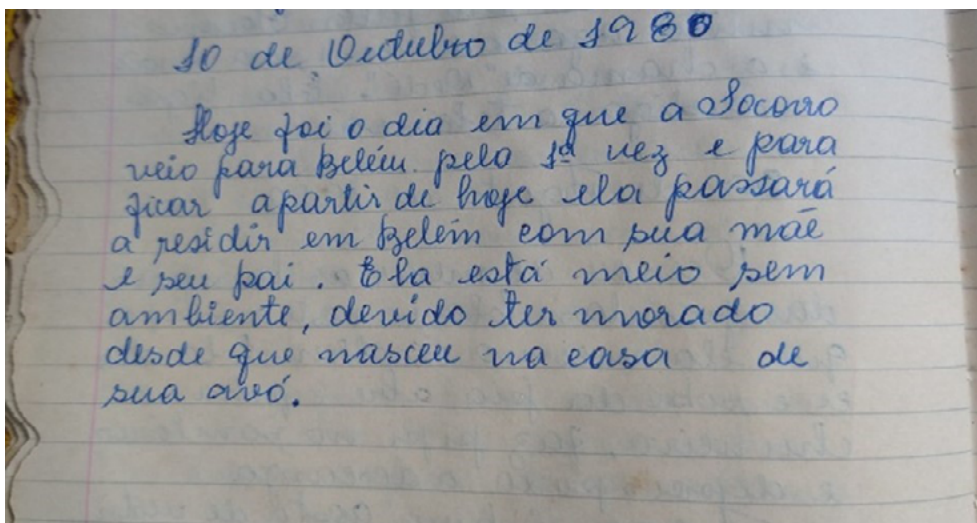 10 de Outubro de 1980
Hoje foi o dia em que a Socorro
veio para Belém pela 1ª vez e para
ficar apartir de hoje ela passará
a residir em Belém com sua mãe
e seu pai. Ela está meio sem
ambiente, devido ter morado
desde que nasceu na casa de
sua avó.